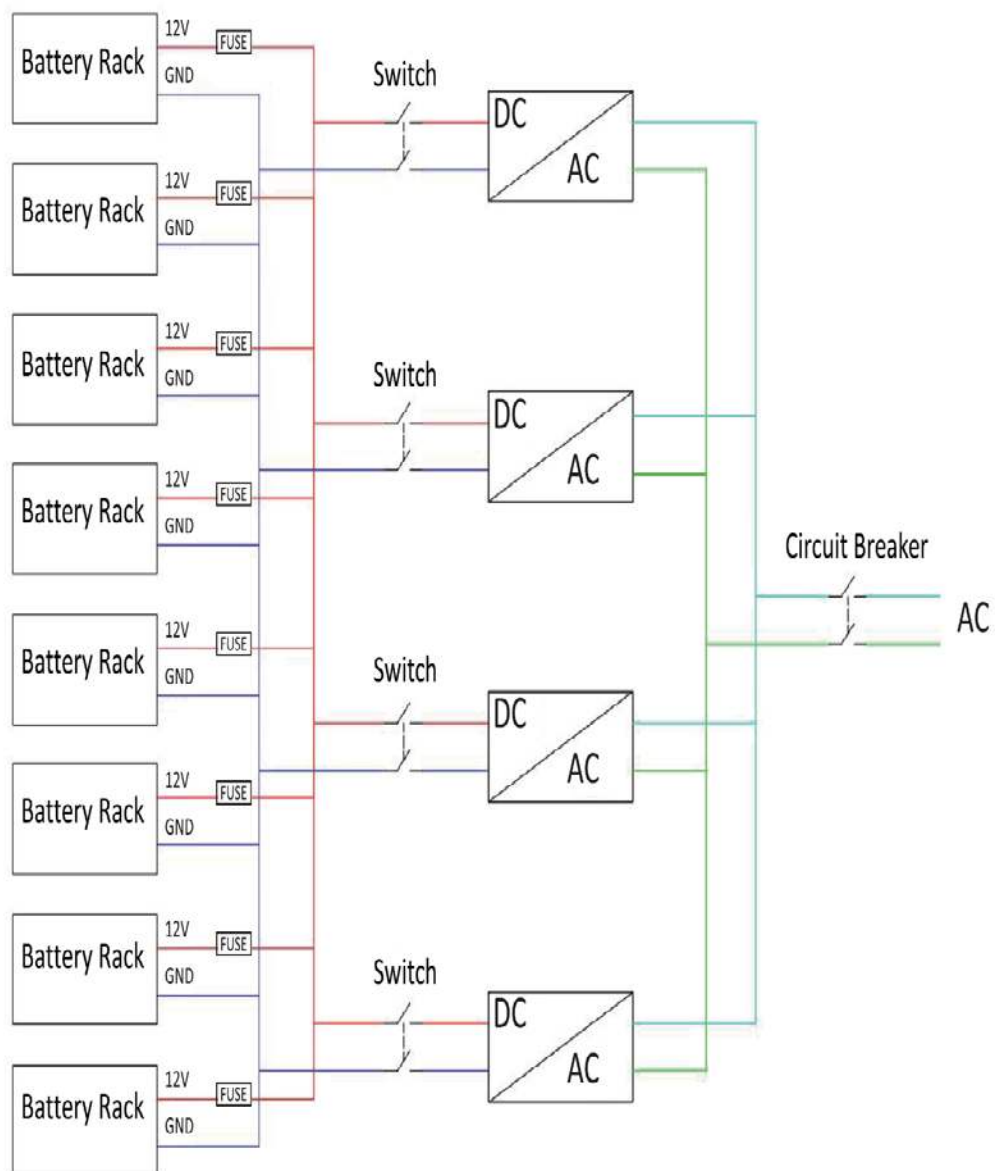 12V
FUSE
Battery Rack
GND
Switch
DC
AC
12V
FUSE
Battery Rack
GND
12V
FUSE
Battery Rack
GND
Switch
DC
AC
12V
FUSE
Battery Rack
GND
Circuit Breaker
AC
12V
FUSE
Battery Rack
GND
Switch
DC
AC
12V
FUSE
Battery Rack
GND
12V
FUSE
Battery Rack
GND
Switch
DC
AC
12V
FUSE
Battery Rack
GND